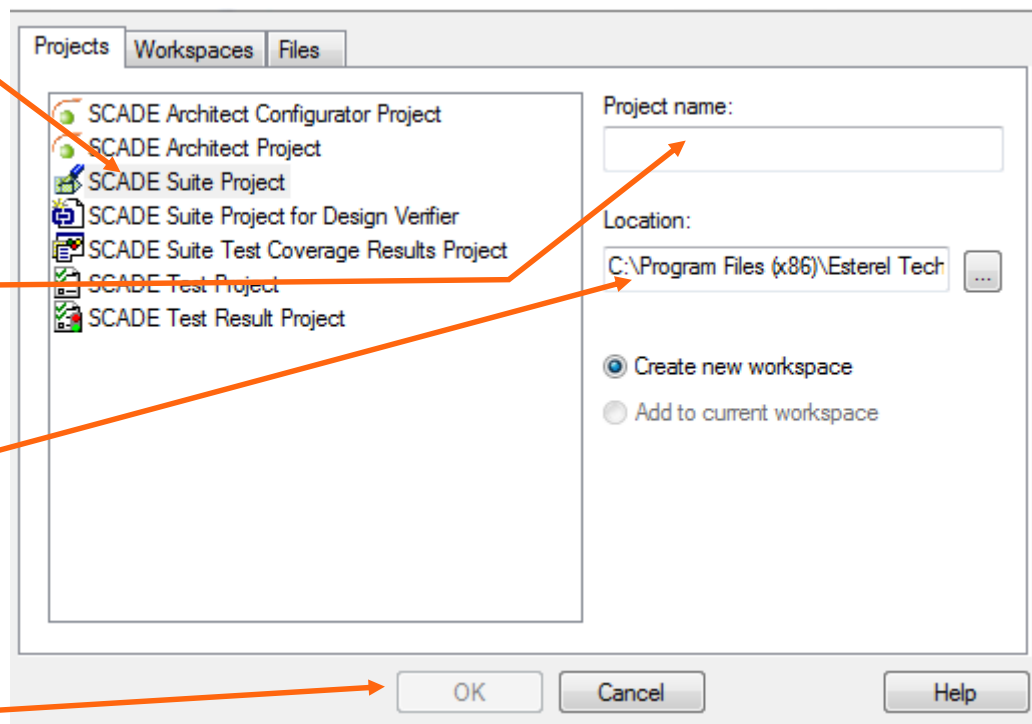 Projects
Workspaces
Files
SCADE Architect Configurator Project
SCADE Architect Project
SCADE Suite Project
SCADE Suite Project for Design Verifier
SCADE Suite Test Coverage Results Project
SCADE Test Project
SCADE Test Result Project
Project name:
Location:
C:\Program Files (x86)\Esterel Tech
...
Create new workspace
Add to current workspace
OK
Cancel
Help